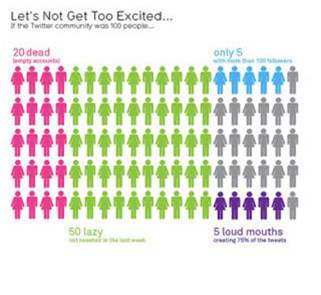 Let's Not Get Too Excited...
If the Twitter community was 100 people...
20 dead
(empty accounts)
only 5
with more than 100 followers
50 lazy
not tweeted in the last week
5 loud mouths
creating 75% of the tweets